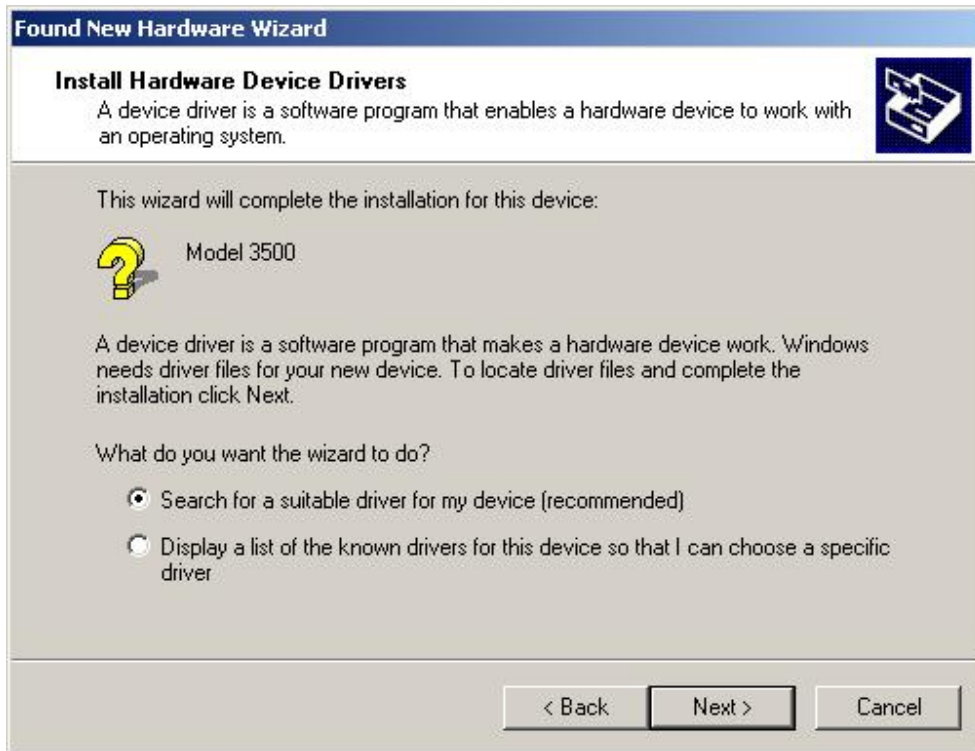 Found New Hardware Wizard
Install Hardware Device Drivers
A device driver is a software program that enables a hardware device to work with
an operating system.
This wizard will complete the installation for this device:
Model 3500
A device driver is a software program that makes a hardware device work. Windows
needs driver files for your new device. To locate driver files and complete the
installation click Next.
What do you want the wizard to do?
Search for a suitable driver for my device (recommended)
Display a list of the known drivers for this device so that I can choose a specific
driver
< Back
Next >
Cancel